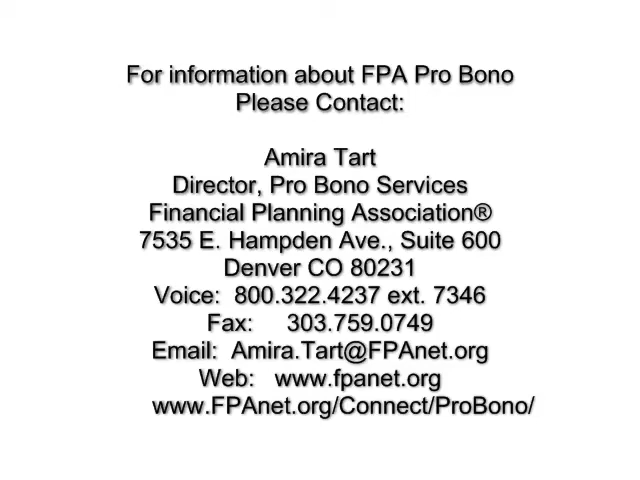 For information about FPA Pro Bono
Please Contact:
Amira Tart
Director, Pro Bono Services
Financial Planning Association®
7535 E. Hampden Ave., Suite 600
Denver CO 80231
Voice:  800.322.4237 ext. 7346
Fax:     303.759.0749
Email:  Amira.Tart@FPAnet.org
Web:   www.fpanet.org
www.FPAnet.org/Connect/ProBono/